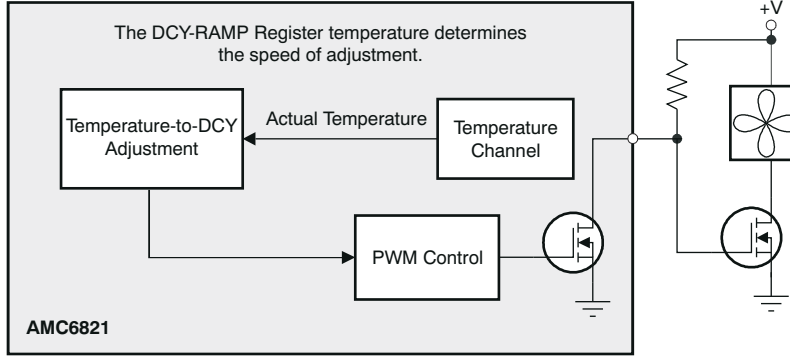 The DCY-RAMP Register temperature determines
the speed of adjustment.
+V
Temperature-to-DCY
Adjustment
Actual Temperature
Temperature
Channel
PWM Control
AMC6821